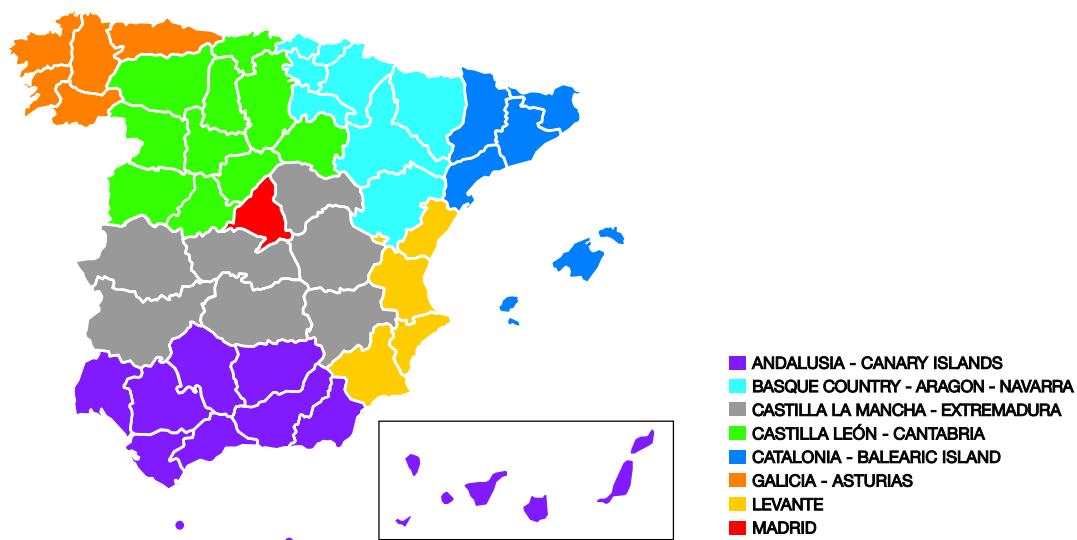 ANDALUSIA - CANARY ISLANDS
BASQUE COUNTRY - ARAGON - NAVARRA
CASTILLA LA MANCHA - EXTREMADURA
CASTILLA LEÓN - CANTABRIA
CATALONIA - BALEARIC ISLAND
GALICIA - ASTURIAS
LEVANTE
MADRID